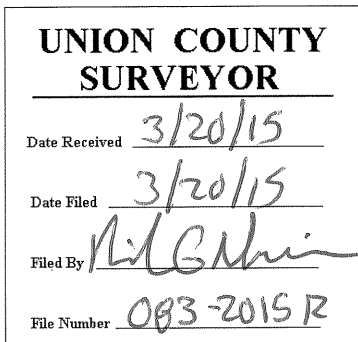 UNION COUNTY
SURVEYOR
Date Received 3/20/15
Date Filed 3/20/15
Filed By
File Number 083-2015 R